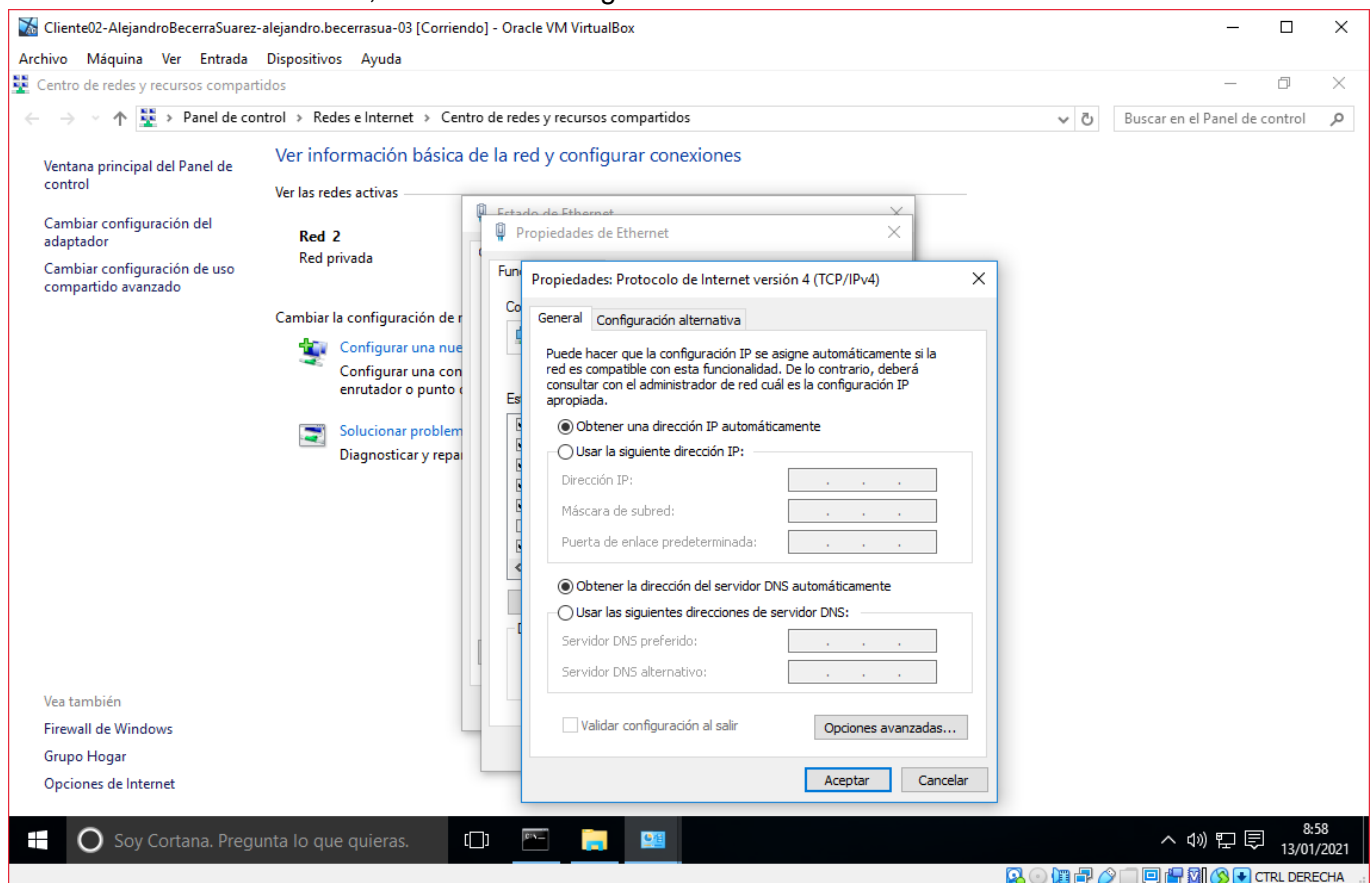 Cliente02-AlejandroBecerraSuarez-alejandro.becerrasua-03 [Corriendo] - Oracle VM VirtualBox
Archivo Máquina Ver Entrada Dispositivos Ayuda
Centro de redes y recursos compartidos
Panel de control > Redes e Internet > Centro de redes y recursos compartidos
Buscar en el Panel de control
Ventana principal del Panel de
control
Cambiar configuración del
adaptador
Cambiar configuración de uso
compartido avanzado
Ver información básica de la red y configurar conexiones
Ver las redes activas
Red 2
Red privada
Cambiar la configuración de
Configurar una
Configurar una
enrutador o punto
Solucionar
Diagnosticar y
Estado de Ethernet
Propiedades de Ethernet
Propiedades: Protocolo de Internet versión 4 (TCP/IPv4)
General Configuración alternativa
Puede hacer que la configuración IP se asigne automáticamente si la
red es compatible con esta funcionalidad. De lo contrario, deberá
consultar con el administrador de red cuál es la configuración IP
apropiada.
Obtener una dirección IP automáticamente
Usar la siguiente dirección IP:
Dirección IP:
Máscara de subred:
Puerta de enlace predeterminada:
Obtener la dirección del servidor DNS automáticamente
Usar las siguientes direcciones de servidor DNS:
Servidor DNS preferido:
Servidor DNS alternativo:
Validar configuración al salir
Opciones avanzadas...
Aceptar Cancelar
Vea también
Firewall de Windows
Grupo Hogar
Opciones de Internet
Soy Cortana. Pregunta lo que quieras.
8:58
13/01/2021
CTRL DERECHA